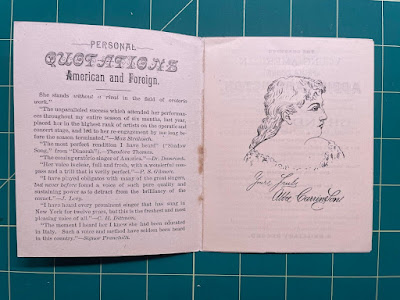 PERSONAL
QUOTATIONS
American and Foreign.
She stands without a rival in the field of oratorio
work."
"The unparalleled success which attended her perform-
ances throughout my entire season of six months, last year,
placed her in the highest rank of artists on the operatic and
concert stage, and led to her re-engagement by me long be-
fore the season terminated."—Max Strakosch.
"The most perfect rendition I have heard" ("Shadow
Song," from "Dinorah").—Theodore Thomas.
"The coming oratorio singer of America."—Dr. Damrosch.
"Her voice is clear, full and fresh, with a wonderful com-
pass and a trill that is verily perfect."—P. S. Gilmore.
"I have played obligatos with many of the great singers,
but never before found a voice of such pure quality and
sustaining power as to detract from the brilliancy of the
cornet."—J. Levy.
"I have heard every prominent singer that has sung in
New York for twelve years, but this is the freshest and most
pleasing voice of all."—C. H. Ditman.
"The moment I heard her I knew she had been educated
in Italy. Such a voice and method have seldom been heard
in this country."—Signor
Yours Truly
Abbie Carrington